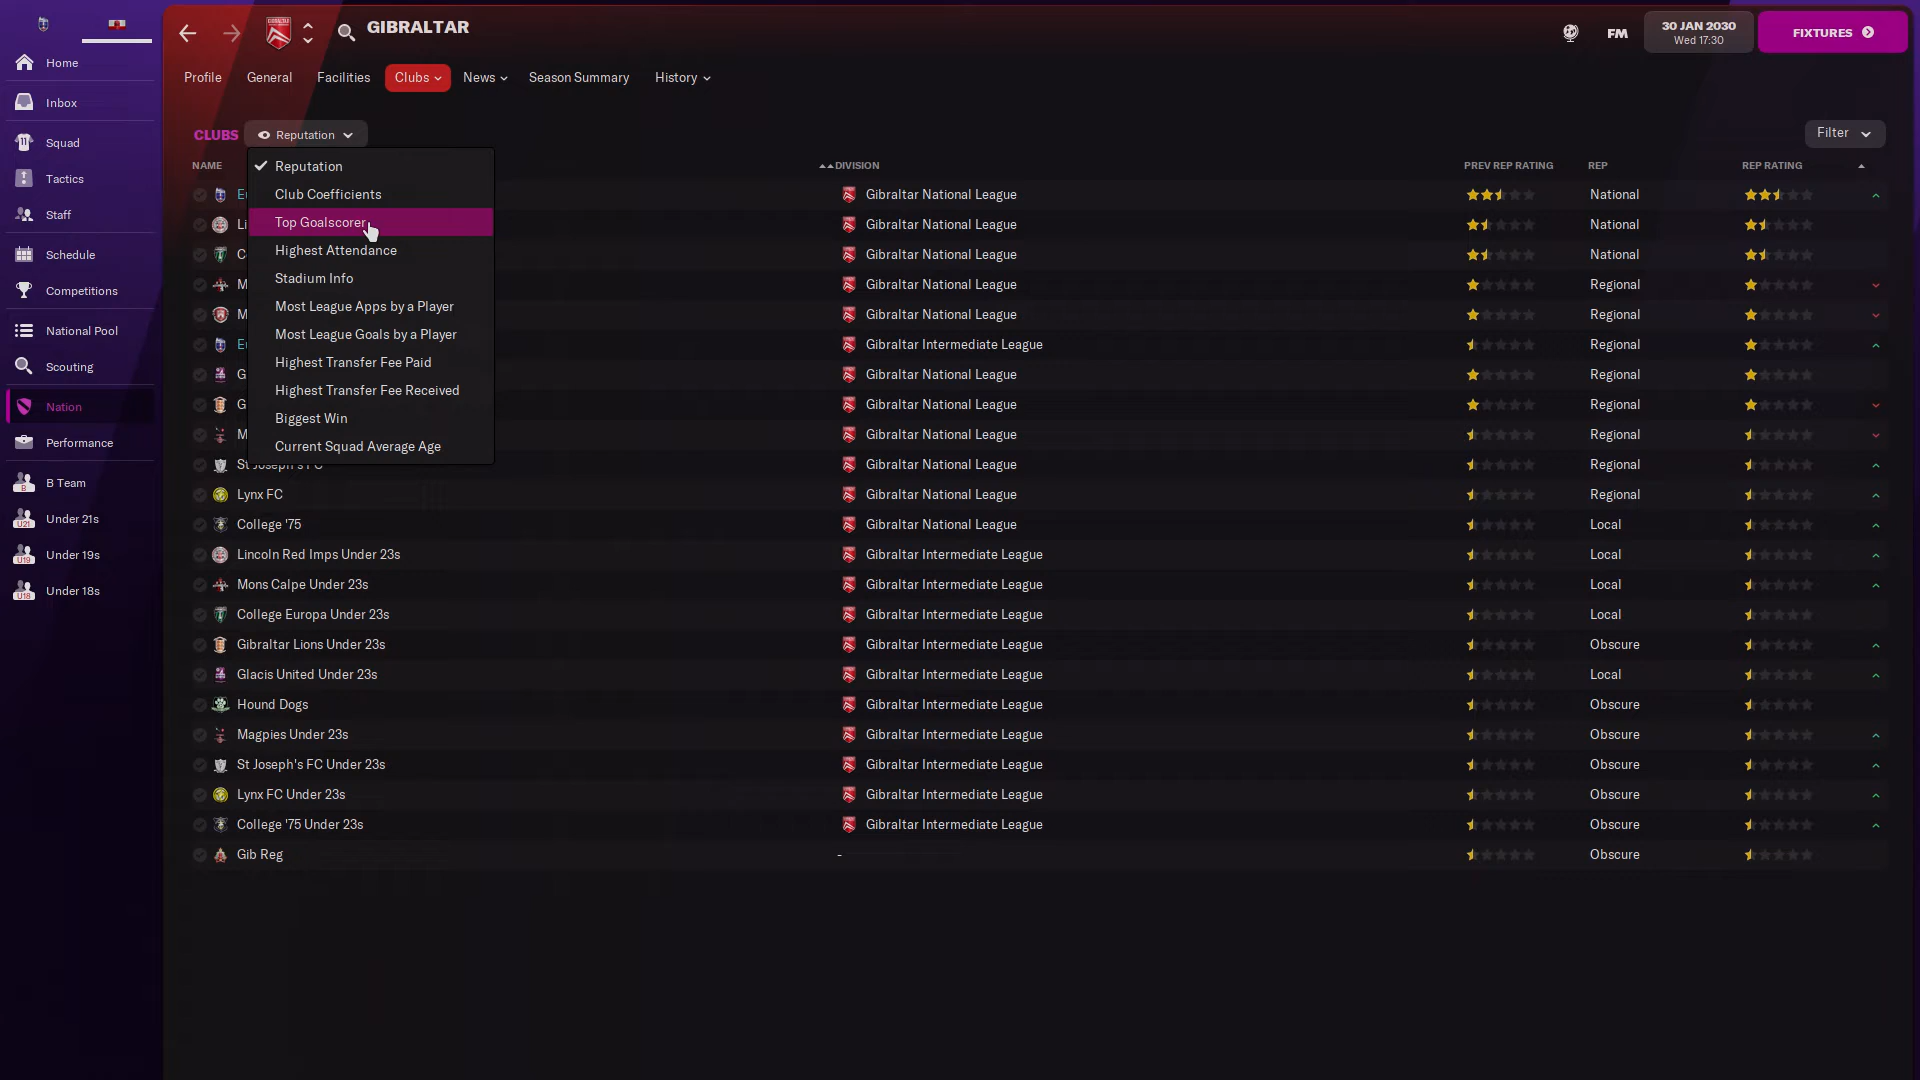 GIBRALTAR
FM
30 JAN 2030
Wed 17:30
FIXTURES
Home
Inbox
Squad
Tactics
Staff
Schedule
Competitions
National Pool
Scouting
Nation
Performance
B Team
Under 21s
Under 19s
Under 18s
Profile General Facilities Clubs News Season Summary History
CLUBS Reputation Filter
NAME DIVISION PREV REP RATING REP REP RATING
Reputation
Club Coefficients
Top Goalscorer
Highest Attendance
Stadium Info
Most League Apps by a Player
Most League Goals by a Player
Highest Transfer Fee Paid
Highest Transfer Fee Received
Biggest Win
Current Squad Average Age
Gibraltar National League National
Gibraltar National League National
Gibraltar National League National
Gibraltar National League Regional
Gibraltar National League Regional
Gibraltar Intermediate League Regional
Gibraltar National League Regional
Gibraltar National League Regional
Gibraltar National League Regional
St Joseph's FC Gibraltar National League Regional
Lynx FC Gibraltar National League Regional
College '75 Gibraltar National League Local
Lincoln Red Imps Under 23s Gibraltar Intermediate League Local
Mons Calpe Under 23s Gibraltar Intermediate League Local
College Europa Under 23s Gibraltar Intermediate League Local
Gibraltar Lions Under 23s Gibraltar Intermediate League Obscure
Glacis United Under 23s Gibraltar Intermediate League Local
Hound Dogs Gibraltar Intermediate League Obscure
Magpies Under 23s Gibraltar Intermediate League Obscure
St Joseph's FC Under 23s Gibraltar Intermediate League Obscure
Lynx FC Under 23s Gibraltar Intermediate League Obscure
College '75 Under 23s Gibraltar Intermediate League Obscure
Gib Reg - Obscure